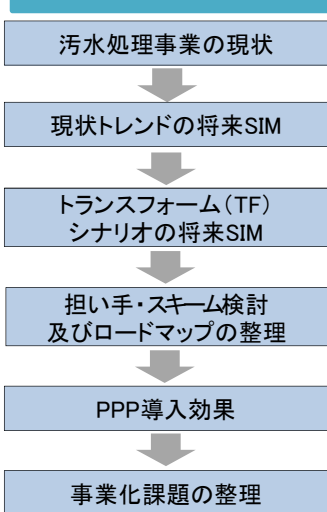 汚水処理事業の現状
現状トレンドの将来SIM
トランスフォーム(TF)
シナリオの将来SIM
担い手・スキーム検討
及びロードマップの整理
PPP導入効果
事業化課題の整理